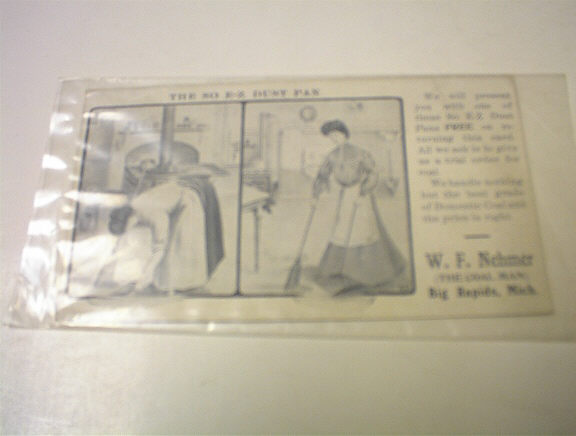 THE SO E-Z DUST PAN
We will present
you with one of
these So E-Z Dust
Pans FREE on re-
turning this card.
All we ask is to give
us a trial order for
coal.
We handle nothing
but the best grade
of Domestic Coal and
the price is right.
W. F. Nehmer
(THE COAL MAN)
Big Rapids, Mich.